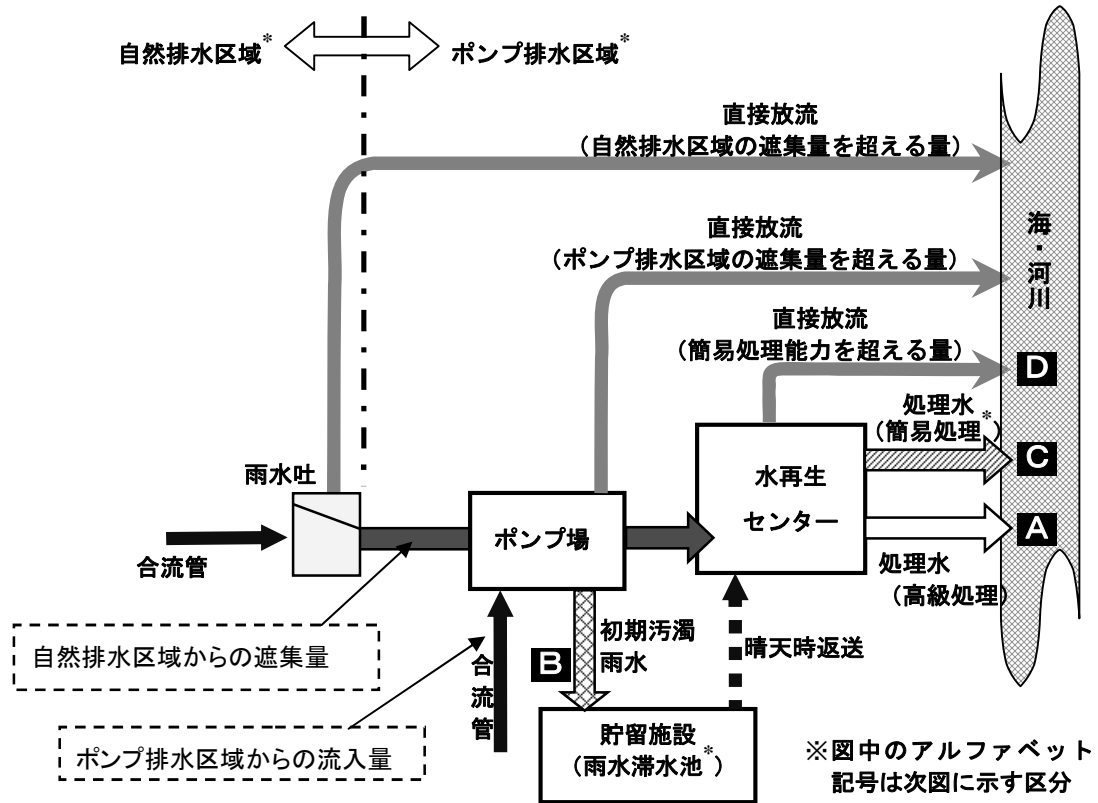 自然排水区域*
ポンプ排水区域*
直接放流
（自然排水区域の遮集量を超える量）
直接放流
（ポンプ排水区域の遮集量を超える量）
海・河川
直接放流
（簡易処理能力を超える量）
D
処理水
（簡易処理*）
C
雨水吐
水再生
センター
ポンプ場
A
合流管
処理水
（高級処理）
自然排水区域からの遮集量
初期汚濁
雨水
B
晴天時返送
合流管
ポンプ排水区域からの流入量
貯留施設
（雨水滞水池*）
※図中のアルファベット
記号は次図に示す区分